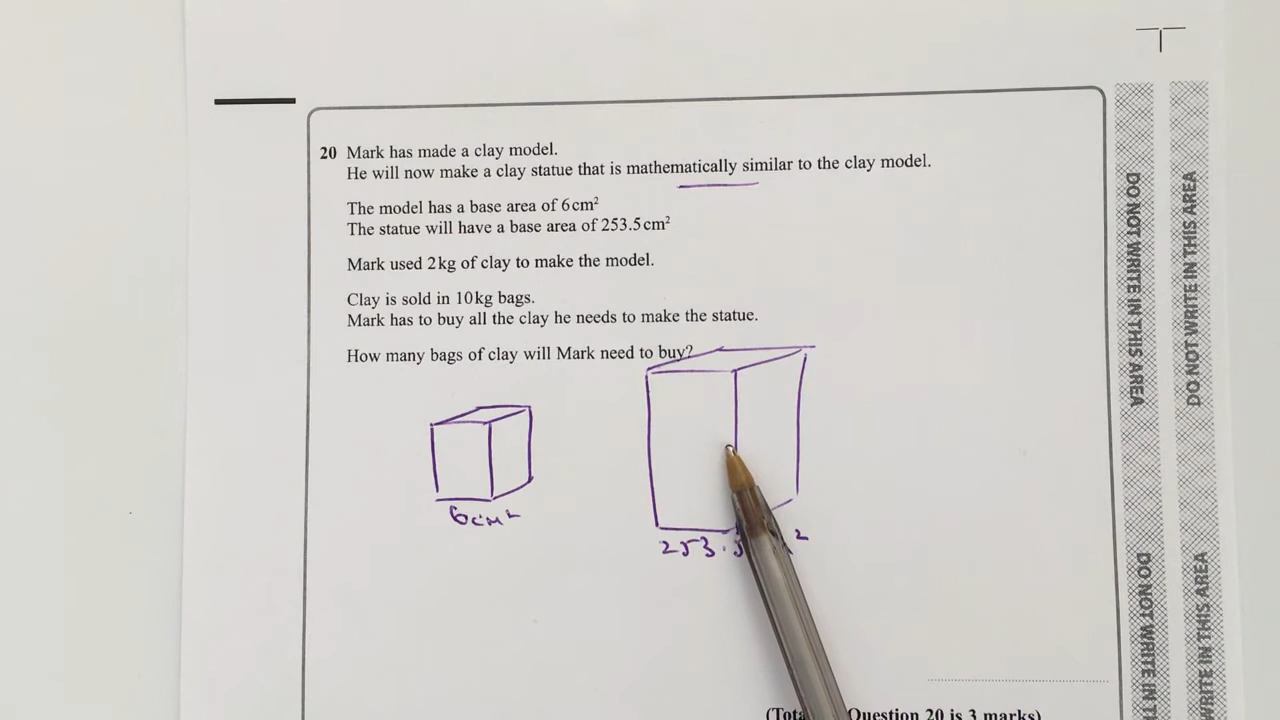 20 Mark has made a clay model.
He will now make a clay statue that is mathematically similar to the clay model.
The model has a base area of 6 cm²
The statue will have a base area of 253.5 cm²
Mark used 2 kg of clay to make the model.
Clay is sold in 10 kg bags.
Mark has to buy all the clay he needs to make the statue.
How many bags of clay will Mark need to buy?
6cm²
253.5 ²
(Tota Question 20 is 3 marks)
DO NOT WRITE IN THIS AREA
DO NOT WRITE IN THIS AREA
DO NOT WRITE IN T
WRITE IN THIS AREA